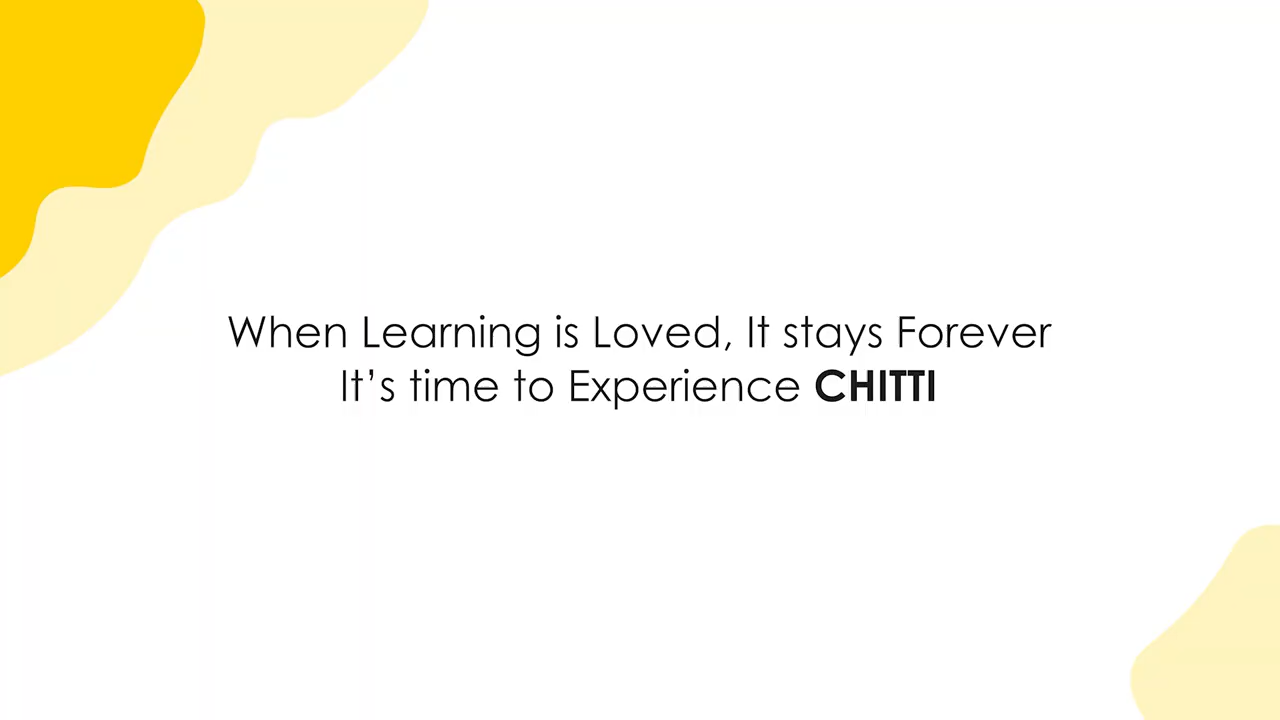 When Learning is Loved, It stays Forever
It’s time to Experience CHITTI